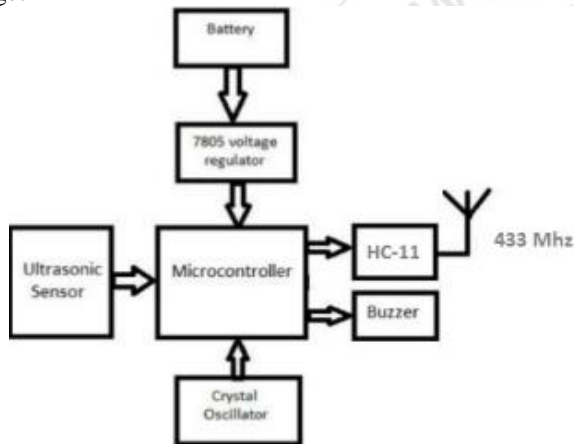 Battery
7805 voltage
regulator
Ultrasonic
Sensor
Microcontroller
HC-11
433 Mhz
Buzzer
Crystal
Oscillator